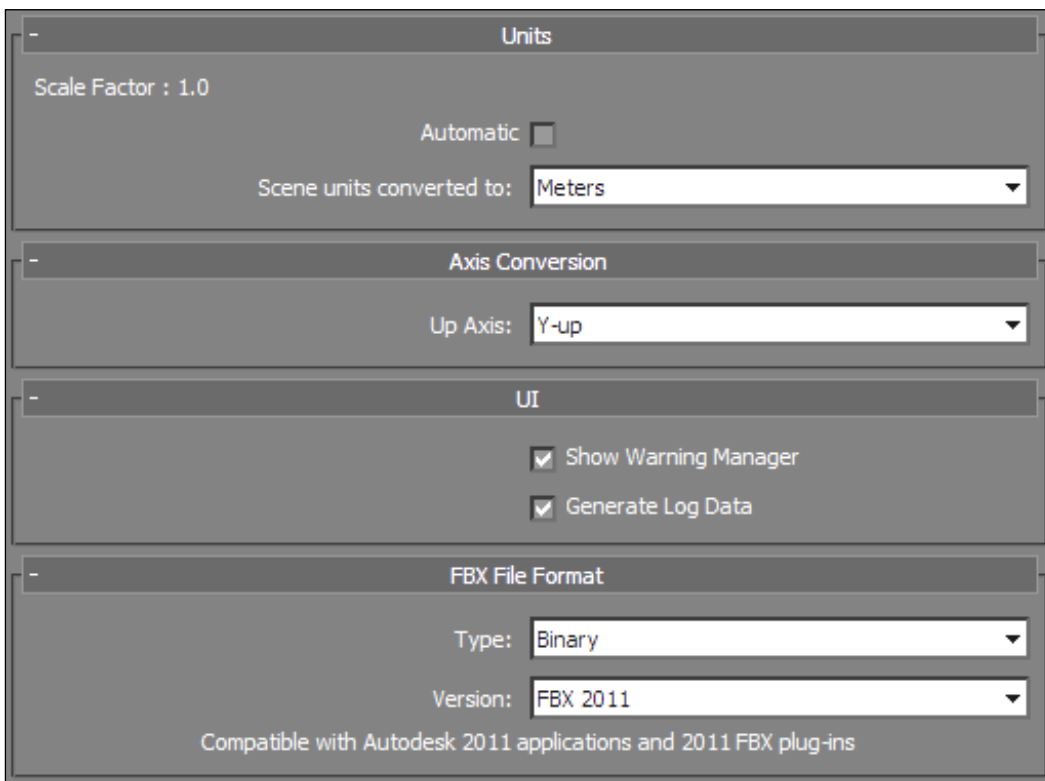 - Units
Scale Factor : 1.0
Automatic
Scene units converted to: Meters
- Axis Conversion
Up Axis: Y-up
- UI
Show Warning Manager
Generate Log Data
- FBX File Format
Type: Binary
Version: FBX 2011
Compatible with Autodesk 2011 applications and 2011 FBX plug-ins